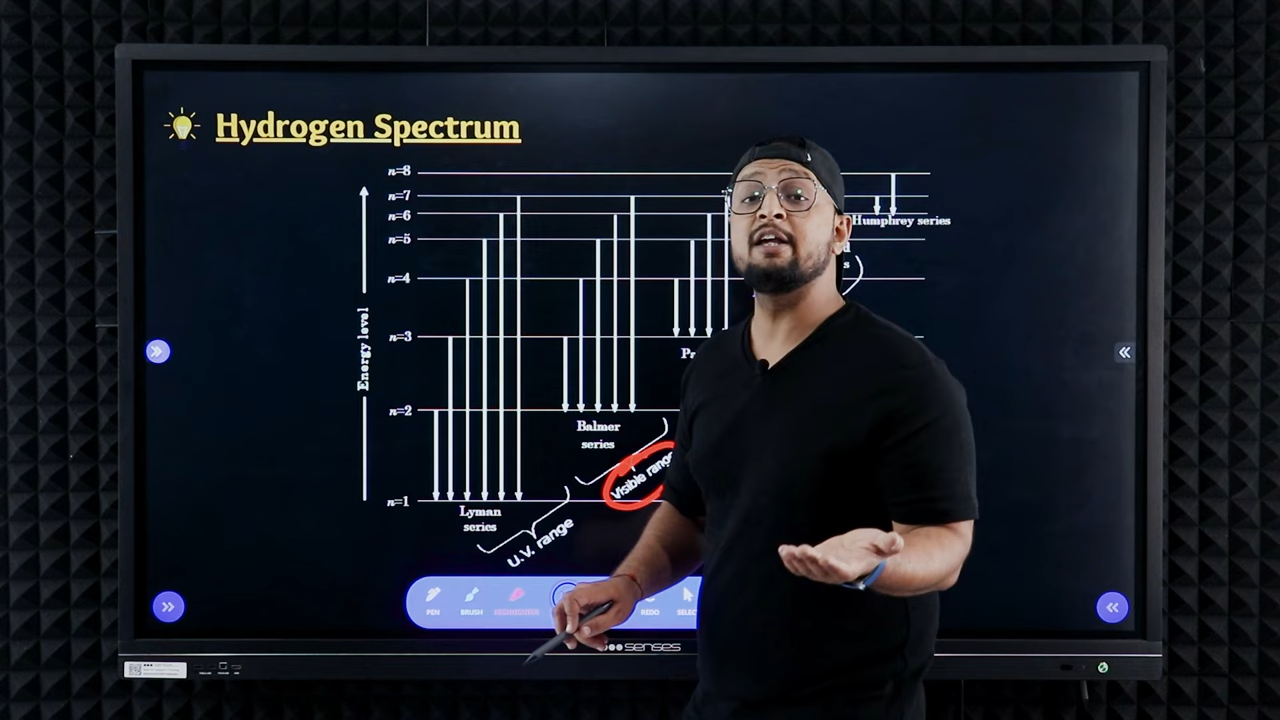 Hydrogen Spectrum
n=8
n=7
n=6
n=5
n=4
n=3
n=2
n=1
Energy level
Humphrey series
Balmer
series
Visible range
Lyman
series
U.V. range
PEN
BRUSH
HIGHLIGHTER
REDO
SELECT
senses